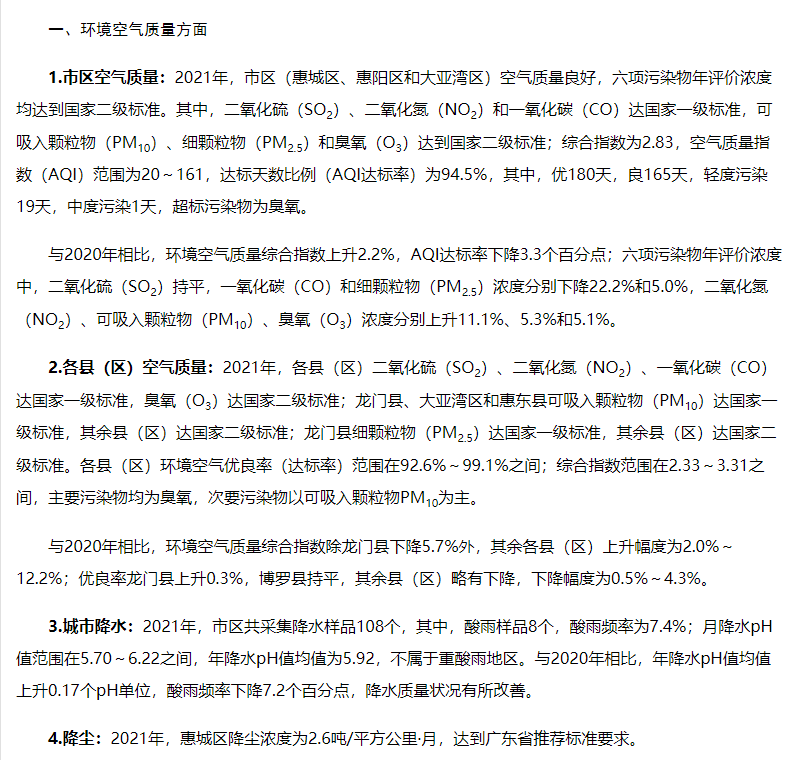 一、环境空气质量方面
1.市区空气质量：2021年，市区（惠城区、惠阳区和大亚湾区）空气质量良好，六项污染物年评价浓度
均达到国家二级标准。其中，二氧化硫（SO2）、二氧化氮（NO2）和一氧化碳（CO）达国家一级标准，可
吸入颗粒物（PM10）、细颗粒物（PM2.5）和臭氧（O3）达到国家二级标准；综合指数为2.83，空气质量指
数（AQI）范围为20～161，达标天数比例（AQI达标率）为94.5%，其中，优180天，良165天，轻度污染
19天，中度污染1天，超标污染物为臭氧。
与2020年相比，环境空气质量综合指数上升2.2%，AQI达标率下降3.3个百分点；六项污染物年评价浓度
中，二氧化硫（SO2）持平，一氧化碳（CO）和细颗粒物（PM2.5）浓度分别下降22.2%和5.0%，二氧化氮
（NO2）、可吸入颗粒物（PM10）、臭氧（O3）浓度分别上升11.1%、5.3%和5.1%。
2.各县（区）空气质量：2021年，各县（区）二氧化硫（SO2）、二氧化氮（NO2）、一氧化碳（CO）
达国家一级标准，臭氧（O3）达国家二级标准；龙门县、大亚湾区和惠东县可吸入颗粒物（PM10）达国家一
级标准，其余县（区）达国家二级标准；龙门县细颗粒物（PM2.5）达国家一级标准，其余县（区）达国家二
级标准。各县（区）环境空气优良率（达标率）范围在92.6%～99.1%之间；综合指数范围在2.33～3.31之
间，主要污染物均为臭氧，次要污染物以可吸入颗粒物PM10为主。
与2020年相比，环境空气质量综合指数除龙门县下降5.7%外，其余各县（区）上升幅度为2.0%～
12.2%；优良率龙门县上升0.3%，博罗县持平，其余县（区）略有下降，下降幅度为0.5%～4.3%。
3.城市降水：2021年，市区共采集降水样品108个，其中，酸雨样品8个，酸雨频率为7.4%；月降水pH
值范围在5.70～6.22之间，年降水pH值均值为5.92，不属于重酸雨地区。与2020年相比，年降水pH值均值
上升0.17个pH单位，酸雨频率下降7.2个百分点，降水质量状况有所改善。
4.降尘：2021年，惠城区降尘浓度为2.6吨/平方公里·月，达到广东省推荐标准要求。